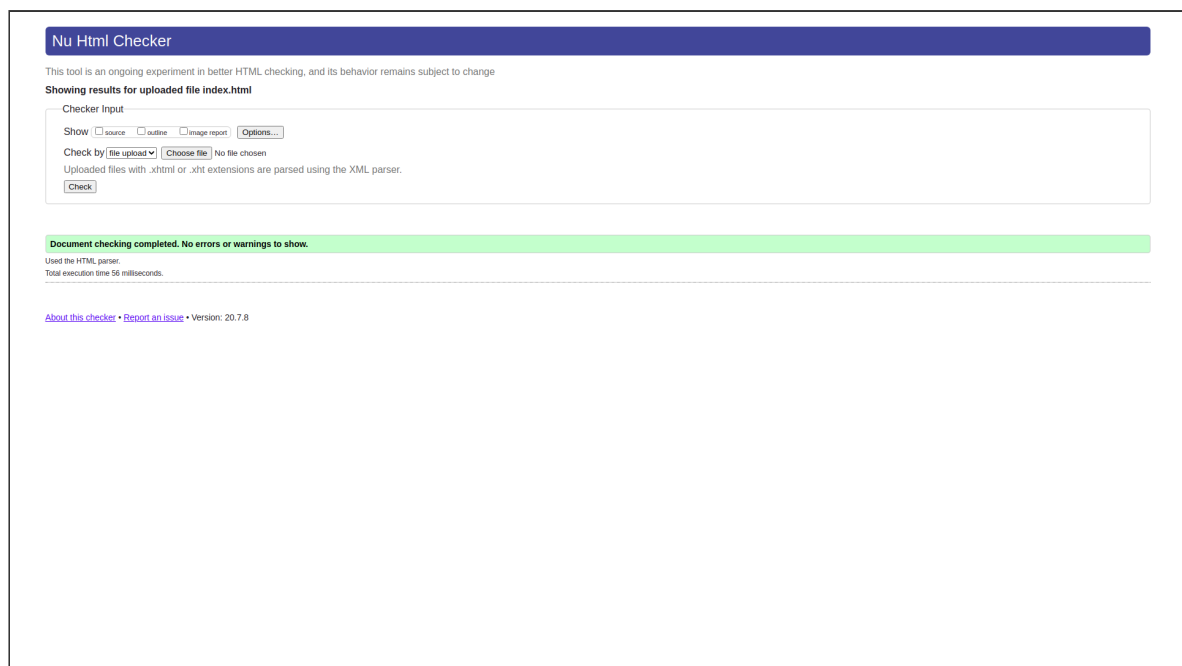 Nu Html Checker
This tool is an ongoing experiment in better HTML checking, and its behavior remains subject to change
Showing results for uploaded file index.html
Checker Input
Show source outline image report Options...
Check by file upload Choose file No file chosen
Uploaded files with .xhtml or .xht extensions are parsed using the XML parser.
Check
Document checking completed. No errors or warnings to show.
Used the HTML parser.
Total execution time 56 milliseconds.
About this checker • Report an issue • Version: 20.7.8